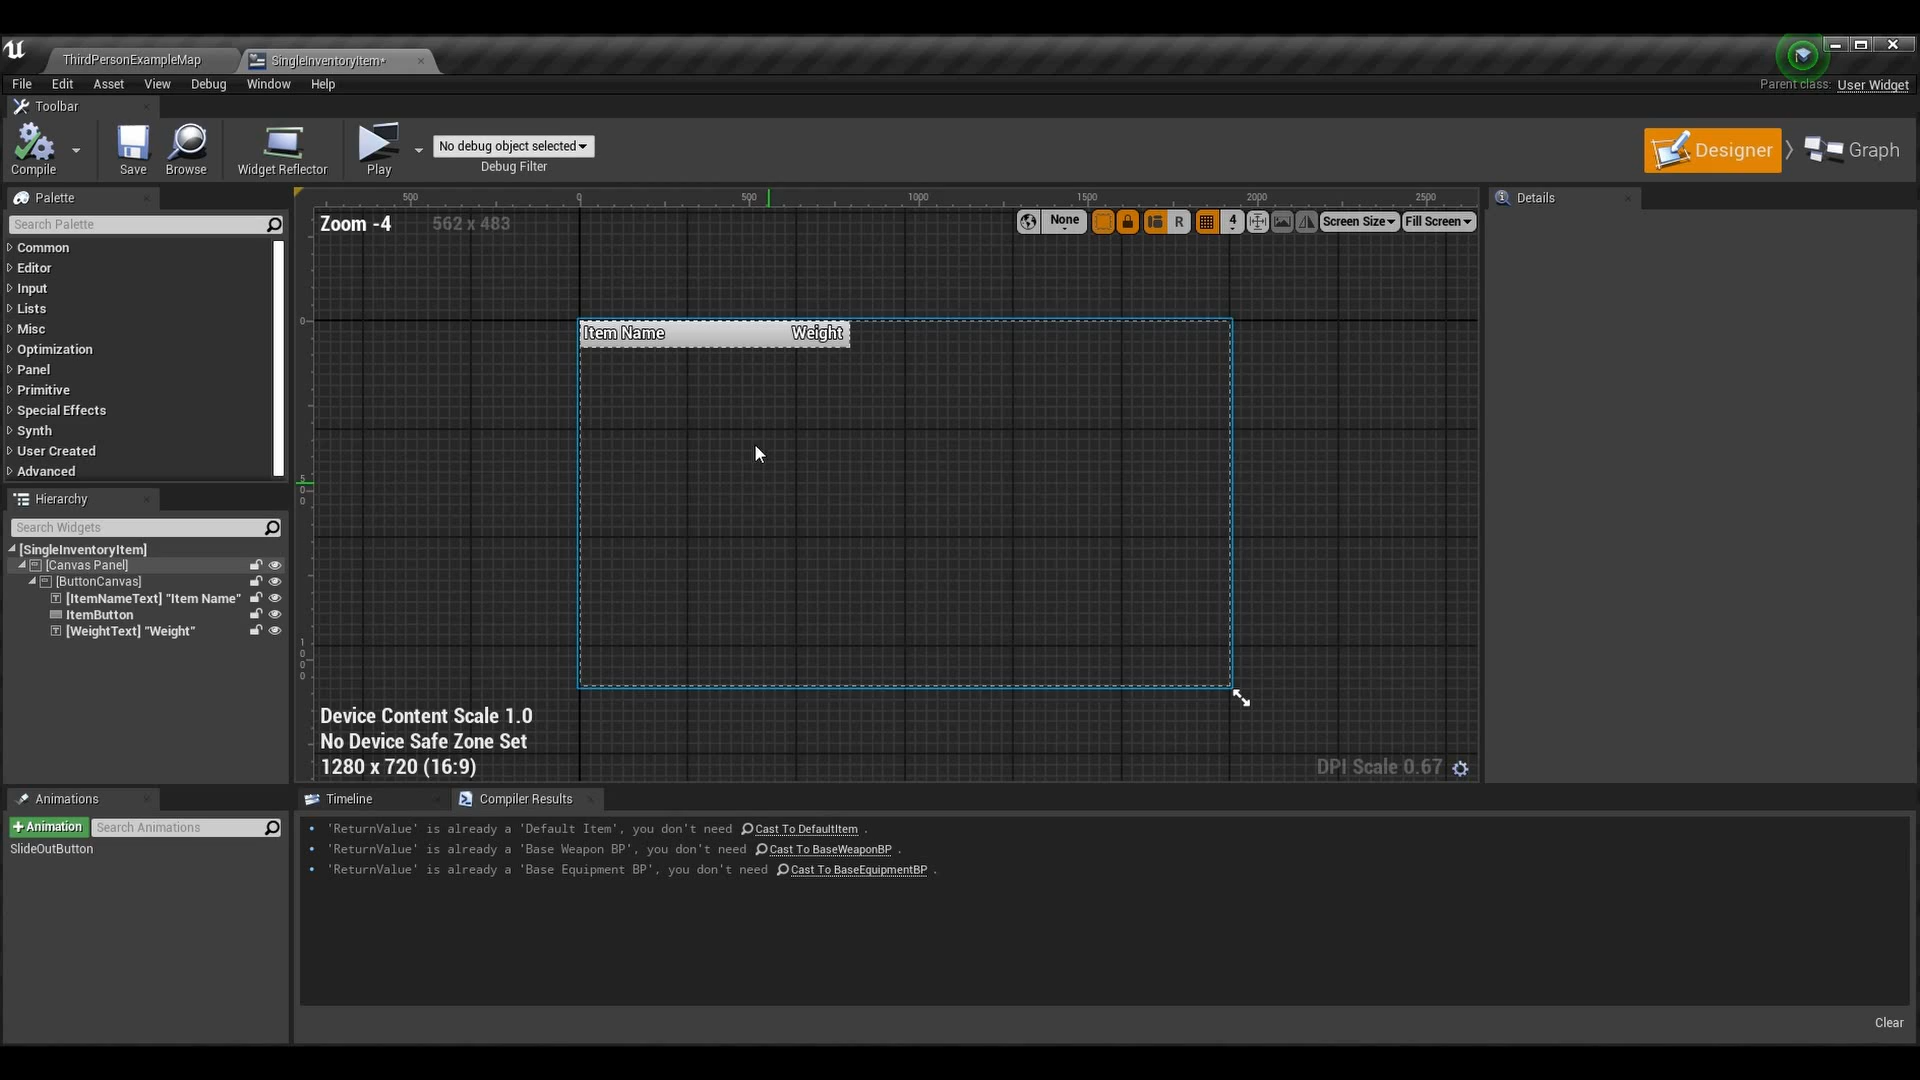 ThirdPersonExampleMap
SingleInventoryItem*
File Edit Asset View Debug Window Help
Parent class: User Widget
Toolbar
Compile
Save
Browse
Widget Reflector
Play
No debug object selected
Debug Filter
Designer
Graph
Palette
Search Palette
Common
Editor
Input
Lists
Misc
Optimization
Panel
Primitive
Special Effects
Synth
User Created
Advanced
Hierarchy
Search Widgets
[SingleInventoryItem]
[Canvas Panel]
[ButtonCanvas]
[ItemNameText] "Item Name"
ItemButton
[WeightText] "Weight"
Animations
+Animation
Search Animations
SlideOutButton
500 0 500 1000 1500 2000 2500
Zoom -4
562 x 483
None
R
4
Screen Size
Fill Screen
0
500
1000
Item Name
Weight
Device Content Scale 1.0
No Device Safe Zone Set
1280 x 720 (16:9)
DPI Scale 0.67
Details
Timeline
Compiler Results
• 'ReturnValue' is already a 'Default Item', you don't need Cast To DefaultItem .
• 'ReturnValue' is already a 'Base Weapon BP', you don't need Cast To BaseWeaponBP .
• 'ReturnValue' is already a 'Base Equipment BP', you don't need Cast To BaseEquipmentBP .
Clear